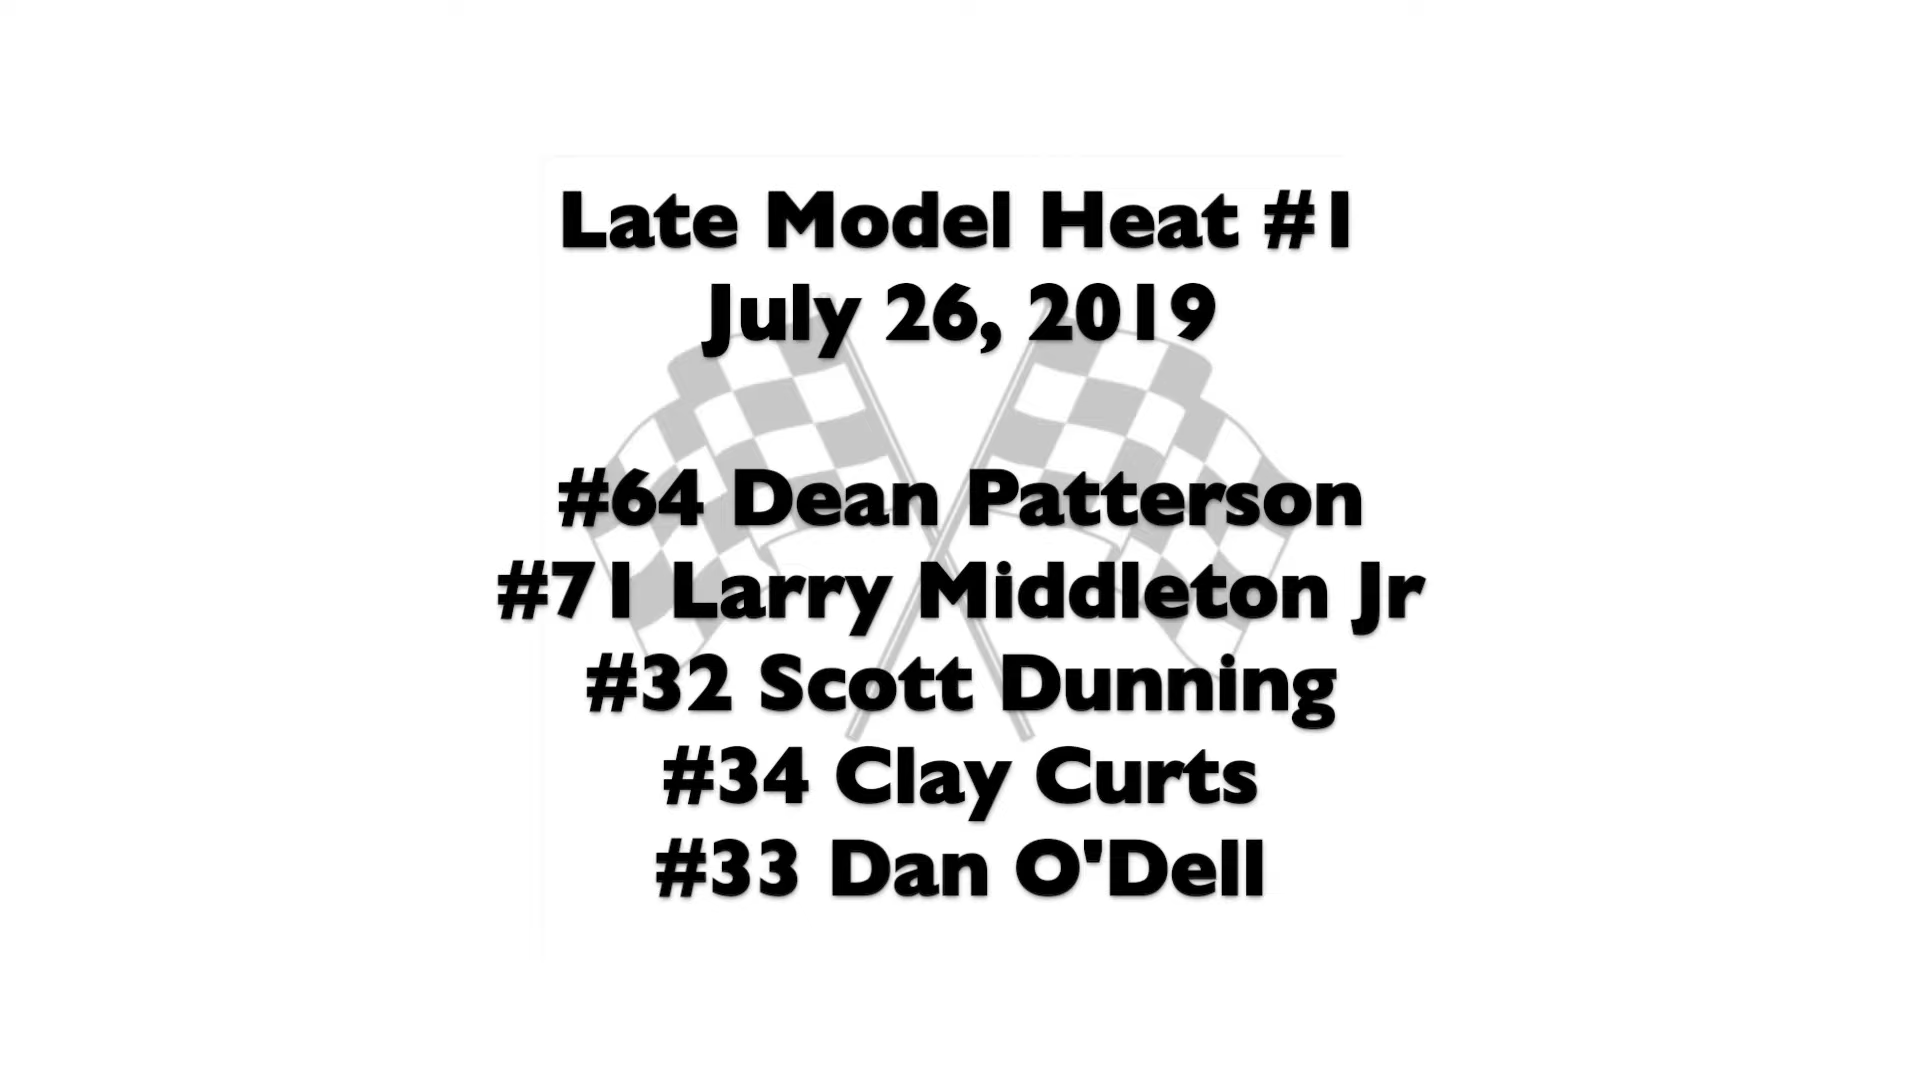 Late Model Heat #1
July 26, 2019
#64 Dean Patterson
#71 Larry Middleton Jr
#32 Scott Dunning
#34 Clay Curts
#33 Dan O'Dell